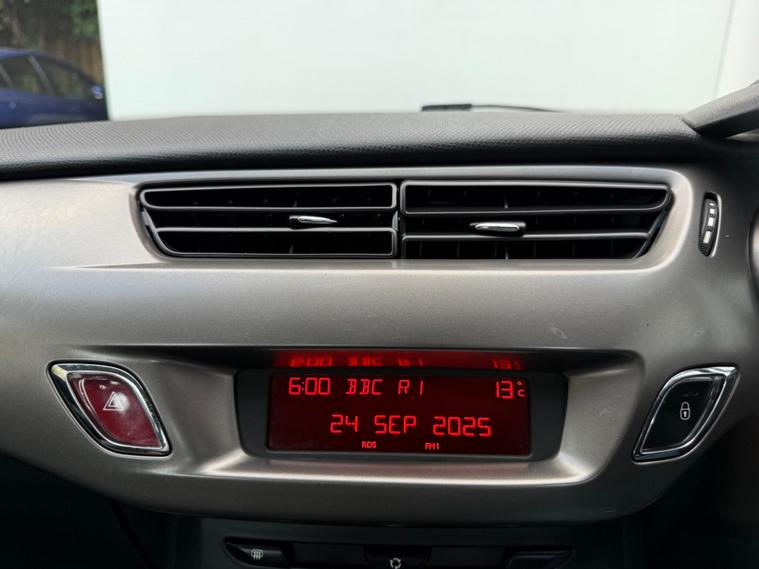 6:00 BBC R1 13°C
24 SEP 2025
RDS FM1